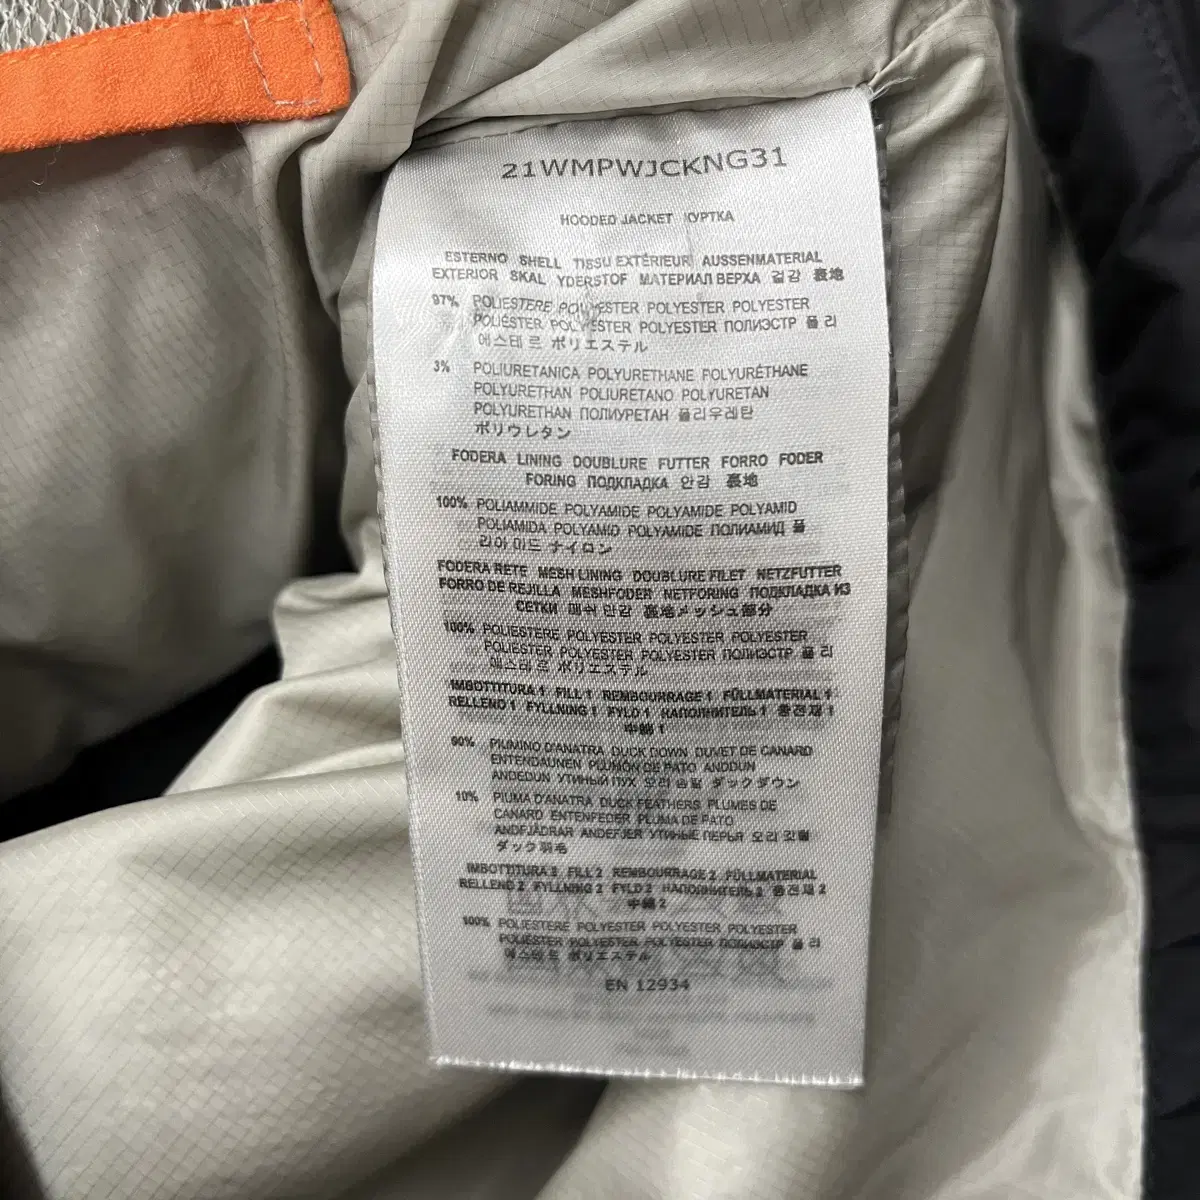 21WMPWJCKNG31
HOODED JACKET КУРТКА
ESTERNO SHELL TISSU EXTÉRIEUR AUSSENMATERIAL
EXTERIOR SKAL YDERSTOF МАТЕРИАЛ ВЕРХА 겉감 裏地
97% POLIESTERE POLYESTER POLYESTER POLYESTER
POLIÉSTER POLYESTER POLYESTER ПОЛИЭСТР 폴 리
에스테 르 ポリエステル
3% POLIURETANICA POLYURETHANE POLYURÉTHANE
POLYURETHAN POLIURETANO POLYURETAN
POLYURETHAN ПОЛИУРЕТАН 폴리우레탄
ポリウレタン
FODERA LINING DOUBLURE FUTTER FORRO FODER
FORING ПОДКЛАДКА 안감 裏地
100% POLIAMMIDE POLYAMIDE POLYAMIDE POLYAMID
POLIAMIDA POLYAMID POLYAMIDE ПОЛИАМИД 폴
리아 미드 ナイロン
FODERA RETE MESH LINING DOUBLURE FILET NETZFUTTER
FORRO DE REJILLA MESHFODER NETFORING ПОДКЛАДКА ИЗ
СЕТКИ 메쉬 안감 裏地メッシュ部分
100% POLIESTERE POLYESTER POLYESTER POLYESTER
POLIESTER POLYESTER POLYESTER ПОЛИЭСТР 폴 리
에스테 르 ポリエステル
IMBOTTITURA 1 FILL 1 REMBOURRAGE 1 FÜLLMATERIAL 1
RELLENO 1 FYLLNING 1 FYLD 1 НАПОЛНИТЕЛЬ 1 충전재 1
中綿 1
90% PIUMINO D'ANATRA DUCK DOWN DUVET DE CANARD
ENTENDAUNEN PLUMÓN DE PATO ANDDUN
ANDEDUN УТИНЫЙ ПУХ 오리 솜털 ダックダウン
10% PIUMA D'ANATRA DUCK FEATHERS PLUMES DE
CANARD ENTENFEDER PLUMA DE PATO
ANDFJÄDRAR ANDEFJER УТИНЫЕ ПЕРЬЯ 오리 깃털
ダック羽毛
IMBOTTITURA 2 FILL 2 REMBOURRAGE 2 FÜLLMATERIAL
RELLENO 2 FYLLNING 2 FYLD 2 НАПОЛНИТЕЛЬ 2 충전재 2
中綿 2
100% POLIESTERE POLYESTER POLYESTER POLYESTER
POLIESTER POLYESTER POLYESTER ПОЛИЭСТР 폴 리
에스테 르 ポリエステル
EN 12934